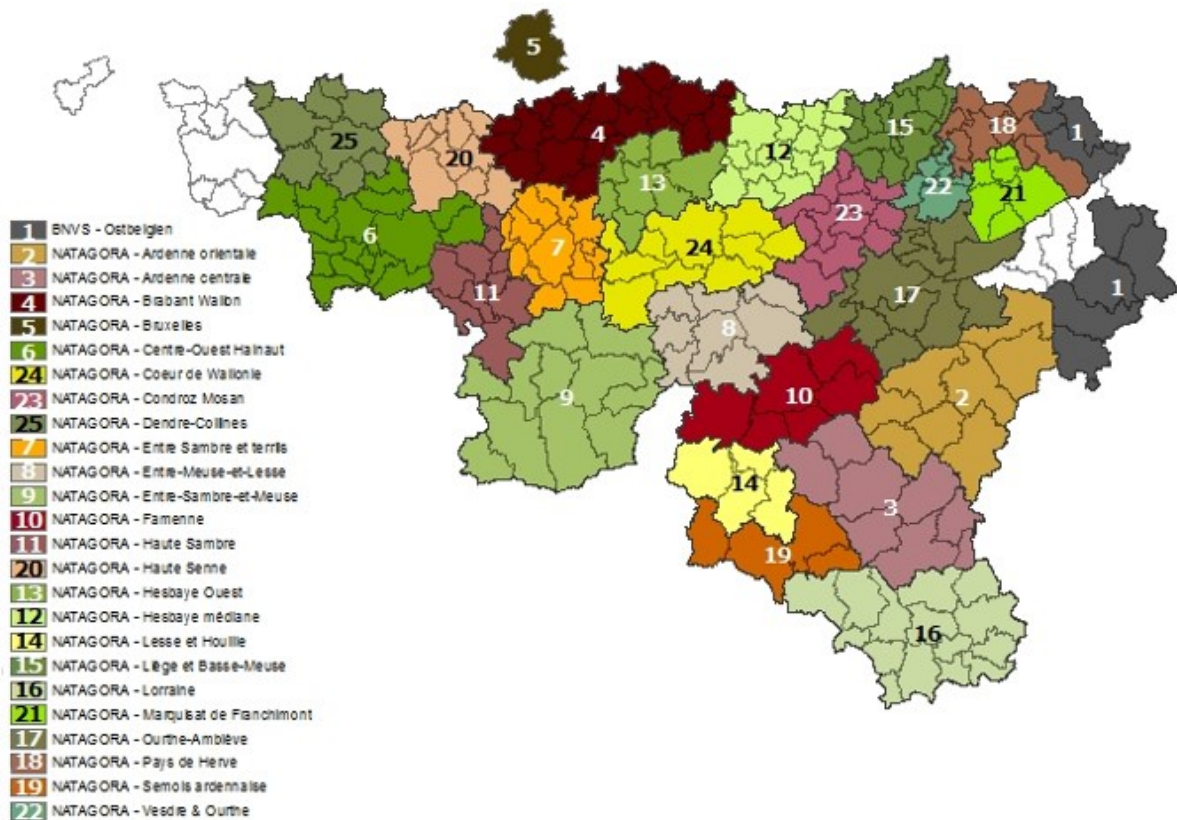 5
4
25
20
12
15
18
1
13
22
21
6
7
24
23
11
17
1
8
9
10
2
14
3
19
16
1 BNVS - Ostbelgien
2 NATAGORA - Ardenne orientale
3 NATAGORA - Ardenne centrale
4 NATAGORA - Brabant Wallon
5 NATAGORA - Bruxelles
6 NATAGORA - Centre-Ouest Hainaut
24 NATAGORA - Coeur de Wallonie
23 NATAGORA - Condroz Mosan
25 NATAGORA - Dendre-Collines
7 NATAGORA - Entre Sambre et terrils
8 NATAGORA - Entre-Meuse-et-Lesse
9 NATAGORA - Entre-Sambre-et-Meuse
10 NATAGORA - Famenne
11 NATAGORA - Haute Sambre
20 NATAGORA - Haute Senne
13 NATAGORA - Hesbaye Ouest
12 NATAGORA - Hesbaye médiane
14 NATAGORA - Lesse et Houille
15 NATAGORA - Liège et Basse-Meuse
16 NATAGORA - Lorraine
21 NATAGORA - Marquisat de Franchimont
17 NATAGORA - Ourthe-Amblève
18 NATAGORA - Pays de Herve
19 NATAGORA - Semois ardennaise
22 NATAGORA - Vesdre & Ourthe